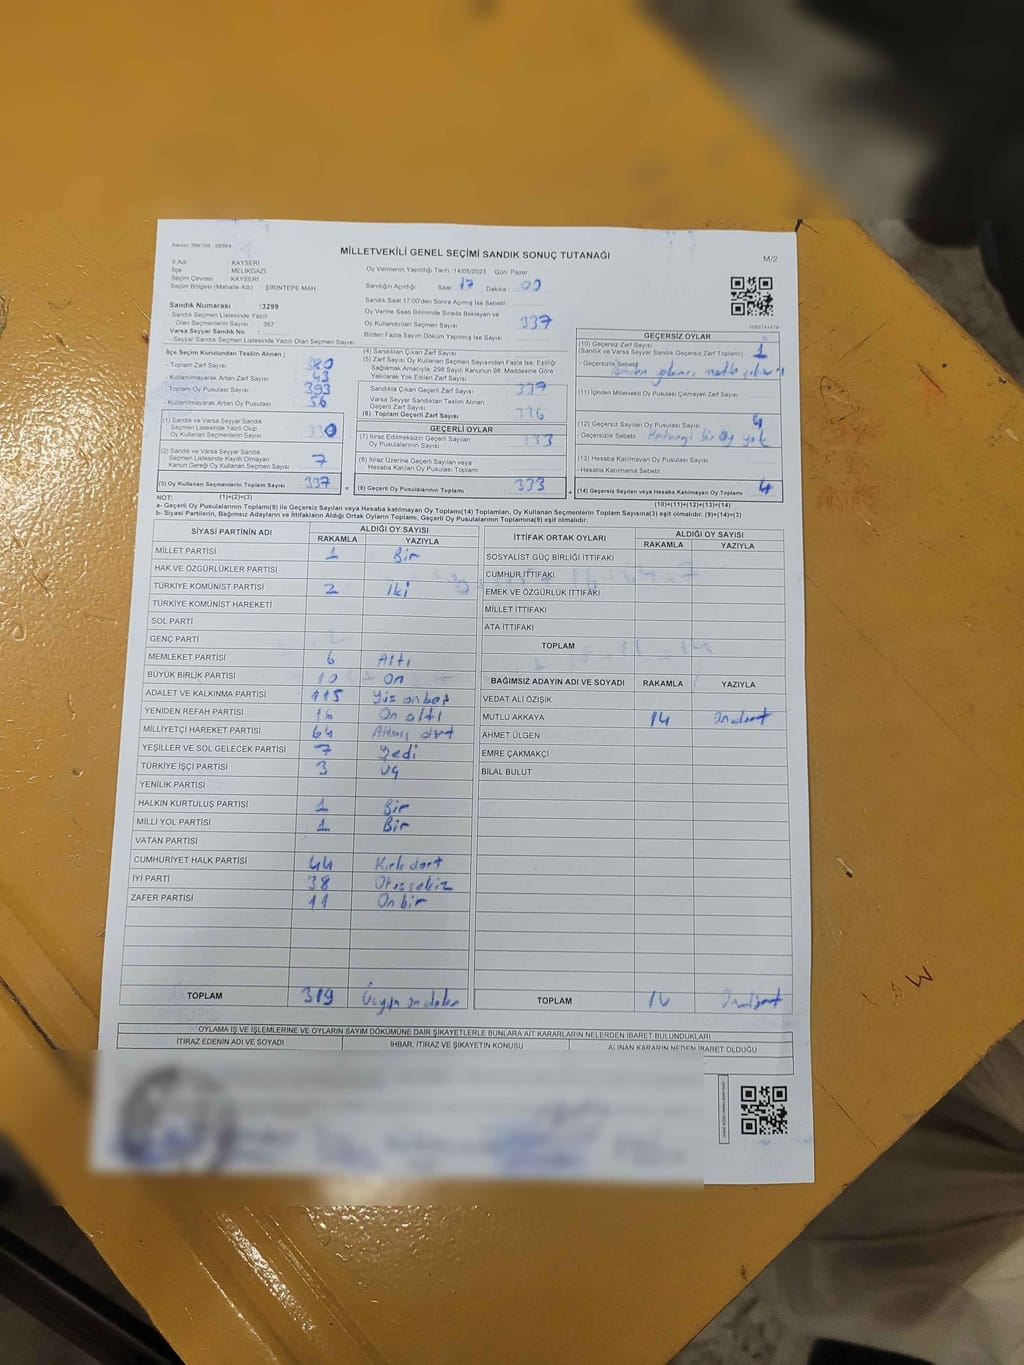 Kanun: 298/105 ; 2839/4
MİLLETVEKİLİ GENEL SEÇİMİ SANDIK SONUÇ TUTANAĞI
M/2
İl Adı : KAYSERİ
İlçe : MELİKGAZİ
Seçim Çevresi : KAYSERİ
Seçim Bölgesi (Mahalle Adı) : ŞİRİNTEPE MAH
Sandık Numarası :3299
- Sandık Seçmen Listesinde Yazılı
Olan Seçmenlerin Sayısı : 367
Varsa Seyyar Sandık No :
- Seyyar Sandık Seçmen Listesinde Yazılı Olan Seçmen Sayısı
İlçe Seçim Kurulundan Teslim Alınan ;
- Toplam Zarf Sayısı : 380
- Kullanılmayarak Artan Zarf Sayısı : 43
- Toplam Oy Pusulası Sayısı : 393
- Kullanılmayarak Artan Oy Pusulası : 56
(1) Sandık ve Varsa Seyyar Sandık
Seçmen Listesinde Yazılı Olup
Oy Kullanan Seçmenlerin Sayısı : 330
(2) Sandık ve Varsa Seyyar Sandık
Seçmen Listesinde Kayıtlı Olmayan
Kanun Gereği Oy Kullanan Seçmen Sayısı : 7
(3) Oy Kullanan Seçmenlerin Toplam Sayısı : 337
(1)+(2)=(3)
Oy Vermenin Yapıldığı Tarih :14/05/2023 Gün: Pazar
Sandığın Açıldığı Saat : 17 Dakika : 00
Sandık Saat 17:00'den Sonra Açılmış İse Sebebi :
Oy Verme Saati Bitiminde Sırada Bekleyen ve
Oy Kullandırılan Seçmen Sayısı : 337
Birden Fazla Sayım Döküm Yapılmış İse Sayısı :
(4) Sandıktan Çıkan Zarf Sayısı
(5) Zarf Sayısı Oy Kullanan Seçmen Sayısından Fazla İse, Eşitliği
Sağlamak Amacıyla, 298 Sayılı Kanunun 98. Maddesine Göre
Yakılarak Yok Edilen Zarf Sayısı
Sandıkta Çıkan Geçerli Zarf Sayısı : 337
Varsa Seyyar Sandıktan Teslim Alınan
Geçerli Zarf Sayısı
(6) Toplam Geçerli Zarf Sayısı : 336
GEÇERLİ OYLAR
(7) İtiraz Edilmeksizin Geçerli Sayılan
Oy Pusulalarının Sayısı : 333
(8) İtiraz Üzerine Geçerli Sayılan veya
Hesaba Katılan Oy Pusulası Toplamı
= (9) Geçerli Oy Pusulalarının Toplamı : 333
1093741479
GEÇERSİZ OYLAR
(10) Geçersiz Zarf Sayısı : 1
(Sandık ve Varsa Seyyar Sandık Geçersiz Zarf Toplamı)
- Geçersizlik Sebebi :
(11) İçinden Milletvekili Oy Pusulası Çıkmayan Zarf Sayısı
(12) Geçersiz Sayılan Oy Pusulası Sayısı : 4
- Geçersizlik Sebebi : Herhangi bir oy yok
(13) Hesaba Katılmayan Oy Pusulası Sayısı
- Hesaba Katılmama Sebebi :
+ (14) Geçersiz Sayılan veya Hesaba Katılmayan Oy Toplamı : 4
(10)+(11)+(12)+(13)=(14)
NOT:
a- Geçerli Oy Pusulalarının Toplamı(9) ile Geçersiz Sayılan veya Hesaba katılmayan Oy Toplamı(14) Toplamları, Oy Kullanan Seçmenlerin Toplam Sayısına(3) eşit olmalıdır. (9)+(14)=(3)
b- Siyasi Partilerin, Bağımsız Adayların ve İttifakların Aldığı Ortak Oyların Toplamı, Geçerli Oy Pusulalarının Toplamına(9) eşit olmalıdır.
SİYASİ PARTİNİN ADI ALDIĞI OY SAYISI
RAKAMLA YAZIYLA
MİLLET PARTİSİ 1 Bir
HAK VE ÖZGÜRLÜKLER PARTİSİ
TÜRKİYE KOMÜNİST PARTİSİ 2 İki
TÜRKİYE KOMÜNİST HAREKETİ
SOL PARTİ
GENÇ PARTİ
MEMLEKET PARTİSİ 6 Altı
BÜYÜK BİRLİK PARTİSİ 10 On
ADALET VE KALKINMA PARTİSİ 115 Yüz onbeş
YENİDEN REFAH PARTİSİ 16 On altı
MİLLİYETÇİ HAREKET PARTİSİ 64 Altmış dört
YEŞİLLER VE SOL GELECEK PARTİSİ 7 Yedi
TÜRKİYE İŞÇİ PARTİSİ 3 üç
YENİLİK PARTİSİ
HALKIN KURTULUŞ PARTİSİ 1 Bir
MİLLİ YOL PARTİSİ 1 Bir
VATAN PARTİSİ
CUMHURİYET HALK PARTİSİ 44 Kırk dört
İYİ PARTİ 38 Otuz sekiz
ZAFER PARTİSİ 11 On bir
TOPLAM 319 Üçyüz on dokuz
İTTİFAK ORTAK OYLARI ALDIĞI OY SAYISI
RAKAMLA YAZIYLA
SOSYALİST GÜÇ BİRLİĞİ İTTİFAKI
CUMHUR İTTİFAKI
EMEK VE ÖZGÜRLÜK İTTİFAKI
MİLLET İTTİFAKI
ATA İTTİFAKI
TOPLAM
BAĞIMSIZ ADAYIN ADI VE SOYADI RAKAMLA YAZIYLA
VEDAT ALİ ÖZIŞIK
MUTLU AKKAYA 14 Ondört
AHMET ÜLGEN
EMRE ÇAKMAKÇİ
BİLAL BULUT
TOPLAM 14 Ondört
OYLAMA İŞ VE İŞLEMLERİNE VE OYLARIN SAYIM DÖKÜMÜNE DAİR ŞİKAYETLERLE BUNLARA AİT KARARLARIN NELERDEN İBARET BULUNDUKLARI
İTİRAZ EDENİN ADI VE SOYADI İHBAR, İTİRAZ VE ŞİKAYETİN KONUSU ALINAN KARARIN NEDEN İBARET OLDUĞU